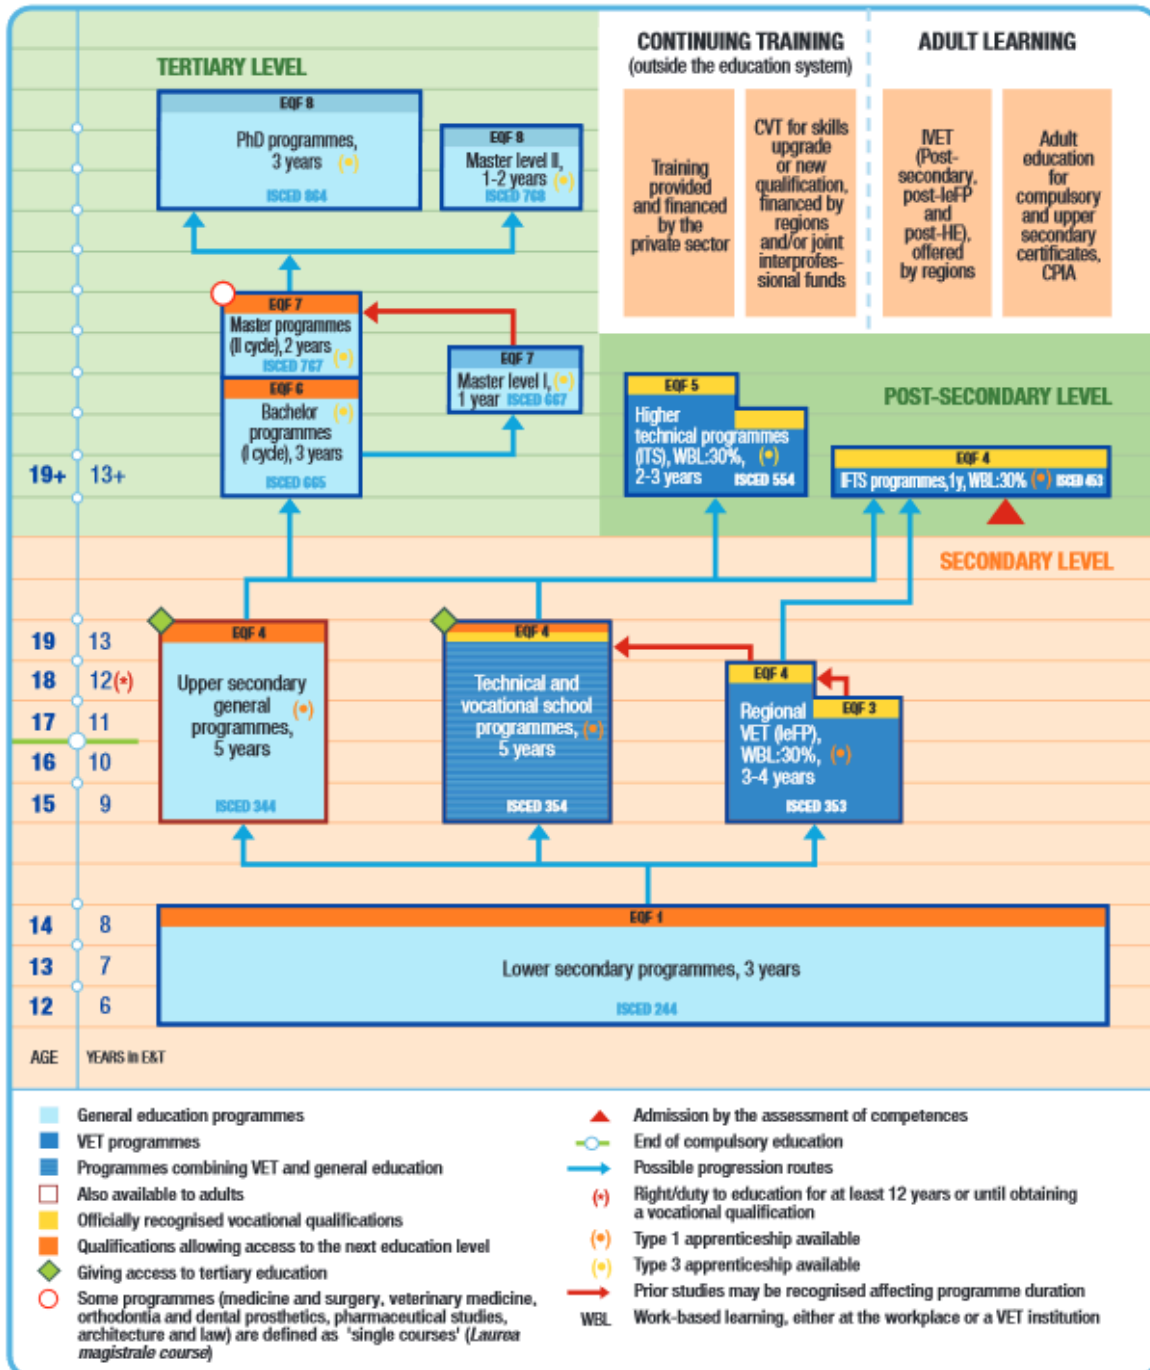 CONTINUING TRAINING
(outside the education system)
ADULT LEARNING
TERTIARY LEVEL
EQF 8
PhD programmes,
3 years (•)
ISCED 864
EQF 8
Master level II,
1-2 years (•)
ISCED 768
Training
provided
and financed
by the
private sector
CVT for skills
upgrade
or new
qualification,
financed by
regions
and/or joint
interprofes-
sional funds
IVET
(Post-
secondary,
post-IeFP
and
post-HE),
offered
by regions
Adult
education
for
compulsory
and upper
secondary
certificates,
CPIA
EQF 7
Master programmes
(II cycle), 2 years
ISCED 767 (•)
EQF 6
Bachelor (•)
programmes
(I cycle), 3 years
ISCED 665
EQF 7
Master level I, (•)
1 year ISCED 667
POST-SECONDARY LEVEL
EQF 5
Higher
technical programmes
(ITS), WBL:30%, (•)
2-3 years ISCED 554
EQF 4
IFTS programmes,1y, WBL:30% (•) ISCED 453
19+ 13+
SECONDARY LEVEL
19 13
18 12(*)
17 11
16 10
15 9
EQF 4
Upper secondary
general (•)
programmes,
5 years
ISCED 344
EQF 4
Technical and
vocational school
programmes, (•)
5 years
ISCED 354
EQF 4
EQF 3
Regional
VET (IeFP),
WBL:30%, (•)
3-4 years
ISCED 353
14 8
13 7
12 6
EQF 1
Lower secondary programmes, 3 years
ISCED 244
AGE YEARS in E&T
General education programmes
VET programmes
Programmes combining VET and general education
Also available to adults
Officially recognised vocational qualifications
Qualifications allowing access to the next education level
Giving access to tertiary education
Some programmes (medicine and surgery, veterinary medicine,
orthodontia and dental prosthetics, pharmaceutical studies,
architecture and law) are defined as 'single courses' (Laurea
magistrale course)
Admission by the assessment of competences
End of compulsory education
Possible progression routes
(*) Right/duty to education for at least 12 years or until obtaining
a vocational qualification
(•) Type 1 apprenticeship available
(•) Type 3 apprenticeship available
Prior studies may be recognised affecting programme duration
WBL Work-based learning, either at the workplace or a VET institution